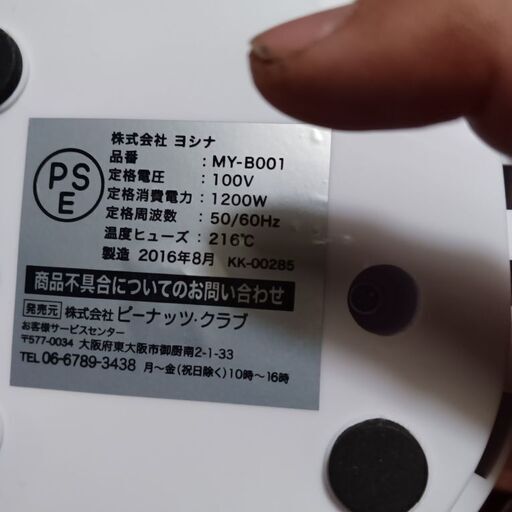 株式会社 ヨシナ
PSE
品番 : MY-B001
定格電圧 : 100V
定格消費電力 : 1200W
定格周波数 : 50/60Hz
温度ヒューズ : 216℃
製造 2016年8月 KK-00285
商品不具合についてのお問い合わせ
発売元 株式会社 ピーナッツ・クラブ
お客様サービスセンター
〒577-0034 大阪府東大阪市御厨南2-1-33
TEL 06-6789-3438 月〜金(祝日除く)10時〜16時